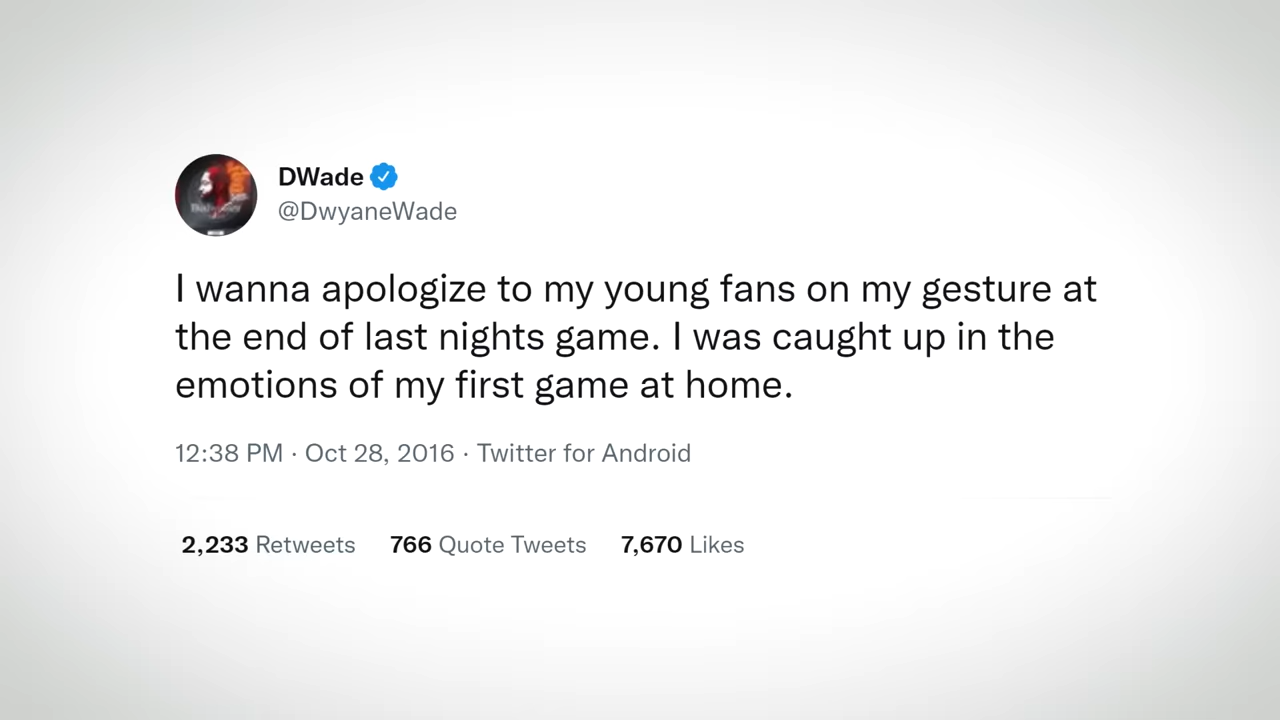 DWade
@DwyaneWade
I wanna apologize to my young fans on my gesture at
the end of last nights game. I was caught up in the
emotions of my first game at home.
12:38 PM · Oct 28, 2016 · Twitter for Android
2,233 Retweets 766 Quote Tweets 7,670 Likes